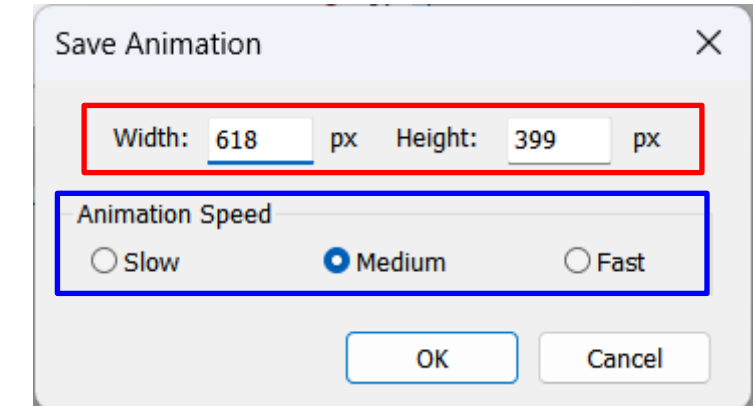 Save Animation
Width: 618 px Height: 399 px
Animation Speed
Slow Medium Fast
OK Cancel